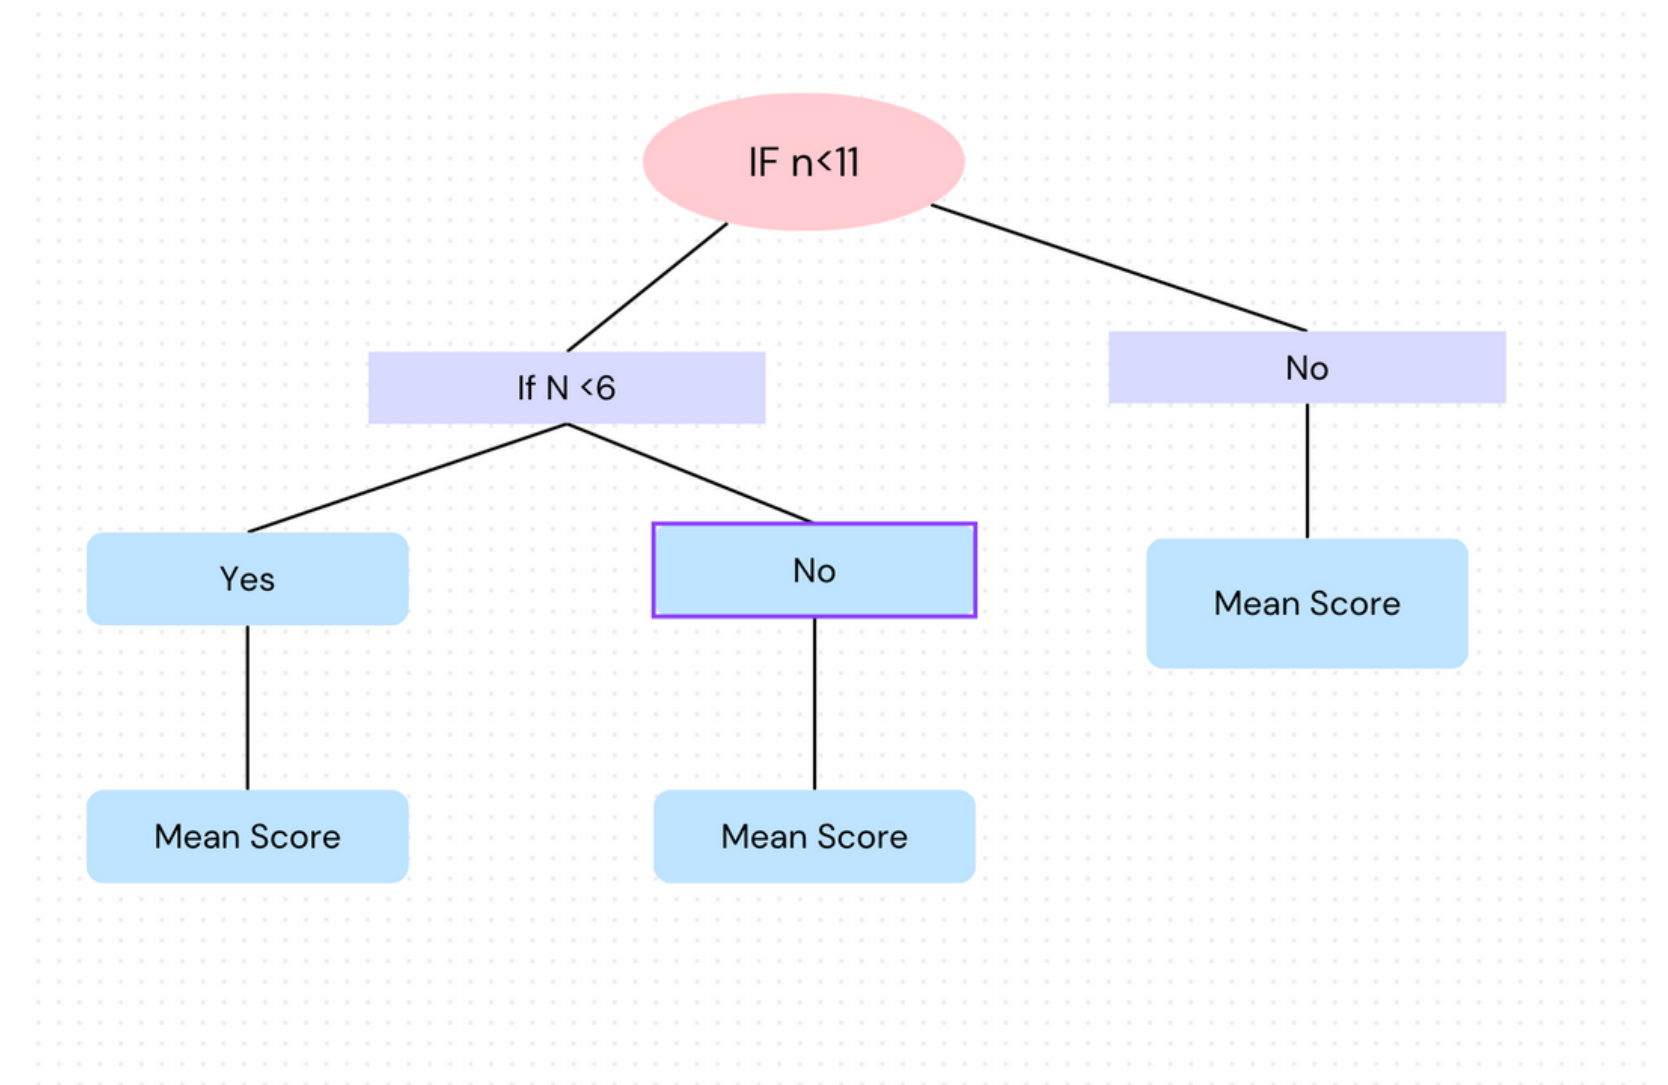 IF n<11
If N <6
No
Yes
No
Mean Score
Mean Score
Mean Score